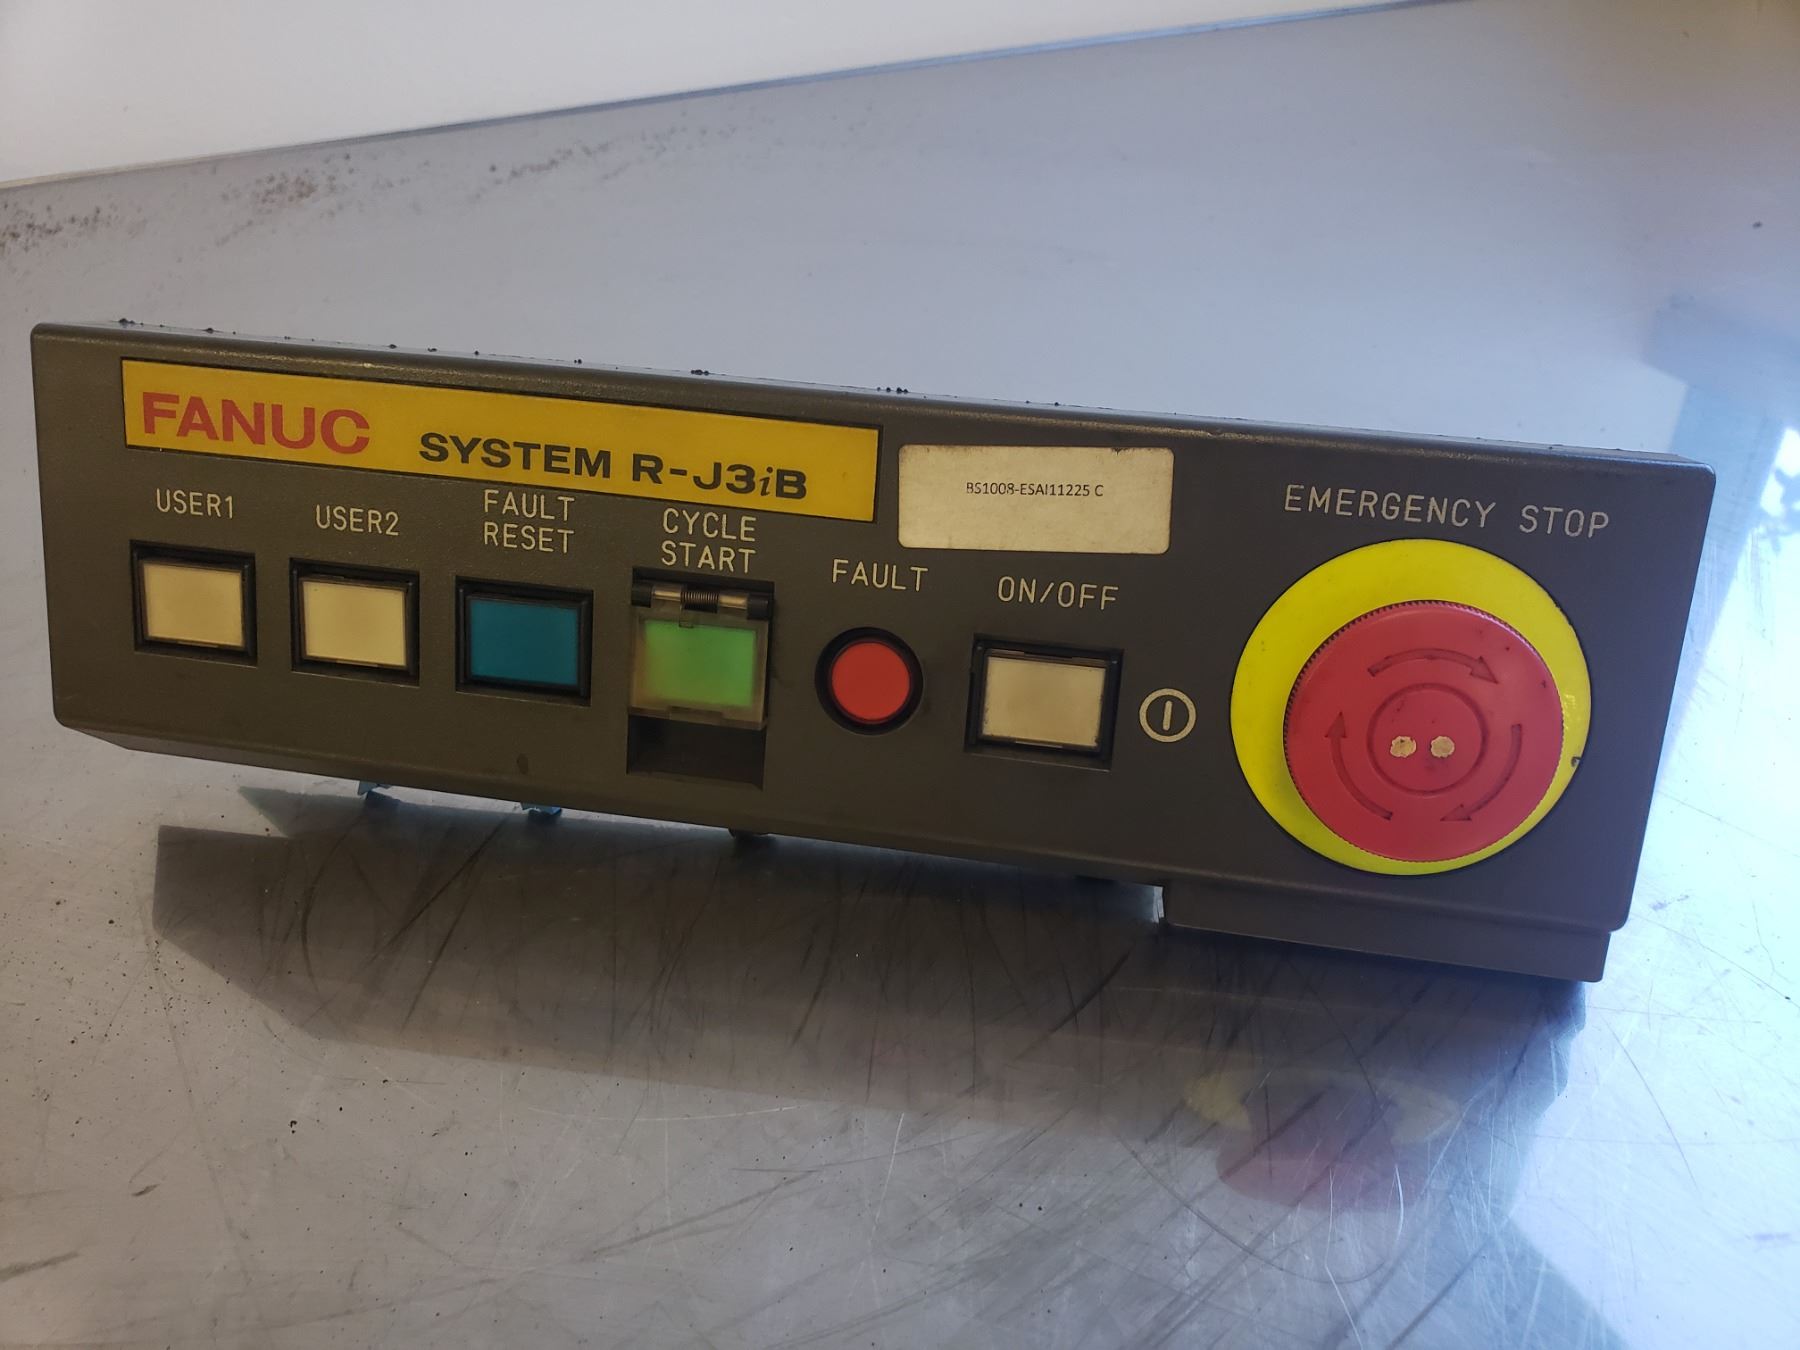 FANUC SYSTEM R-J3iB
BS1008-ESAI11225 C
USER1
USER2
FAULT
RESET
CYCLE
START
FAULT
ON/OFF
EMERGENCY STOP